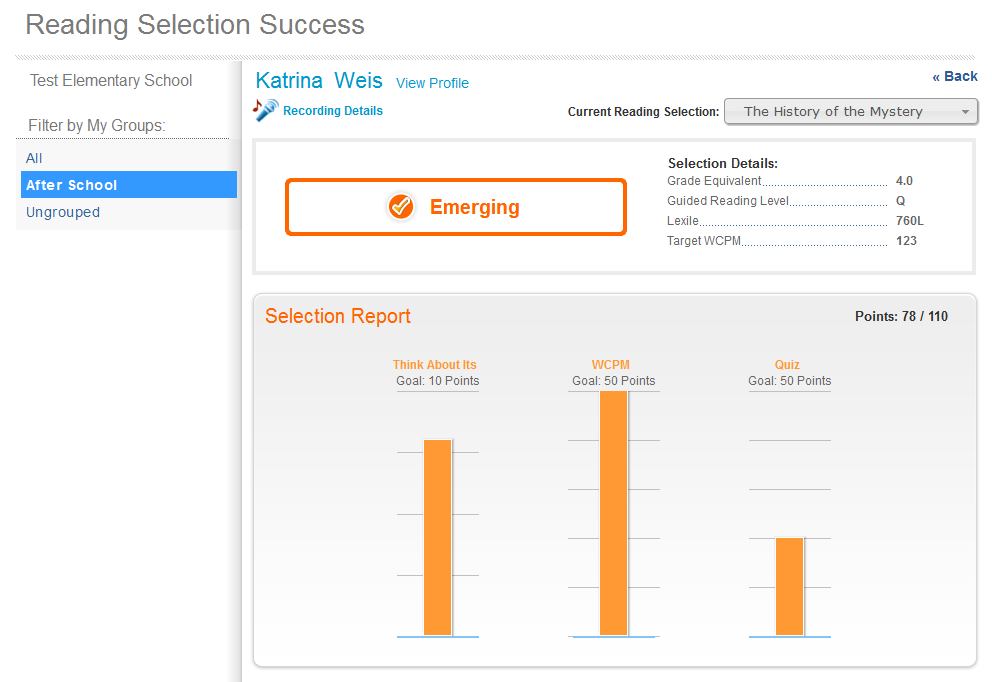 Reading Selection Success
Test Elementary School
Filter by My Groups:
All
After School
Ungrouped
Katrina Weis View Profile
« Back
Recording Details
Current Reading Selection: The History of the Mystery
Emerging
Selection Details:
Grade Equivalent 4.0
Guided Reading Level Q
Lexile 760L
Target WCPM 123
Selection Report
Points: 78 / 110
Think About Its
Goal: 10 Points
WCPM
Goal: 50 Points
Quiz
Goal: 50 Points